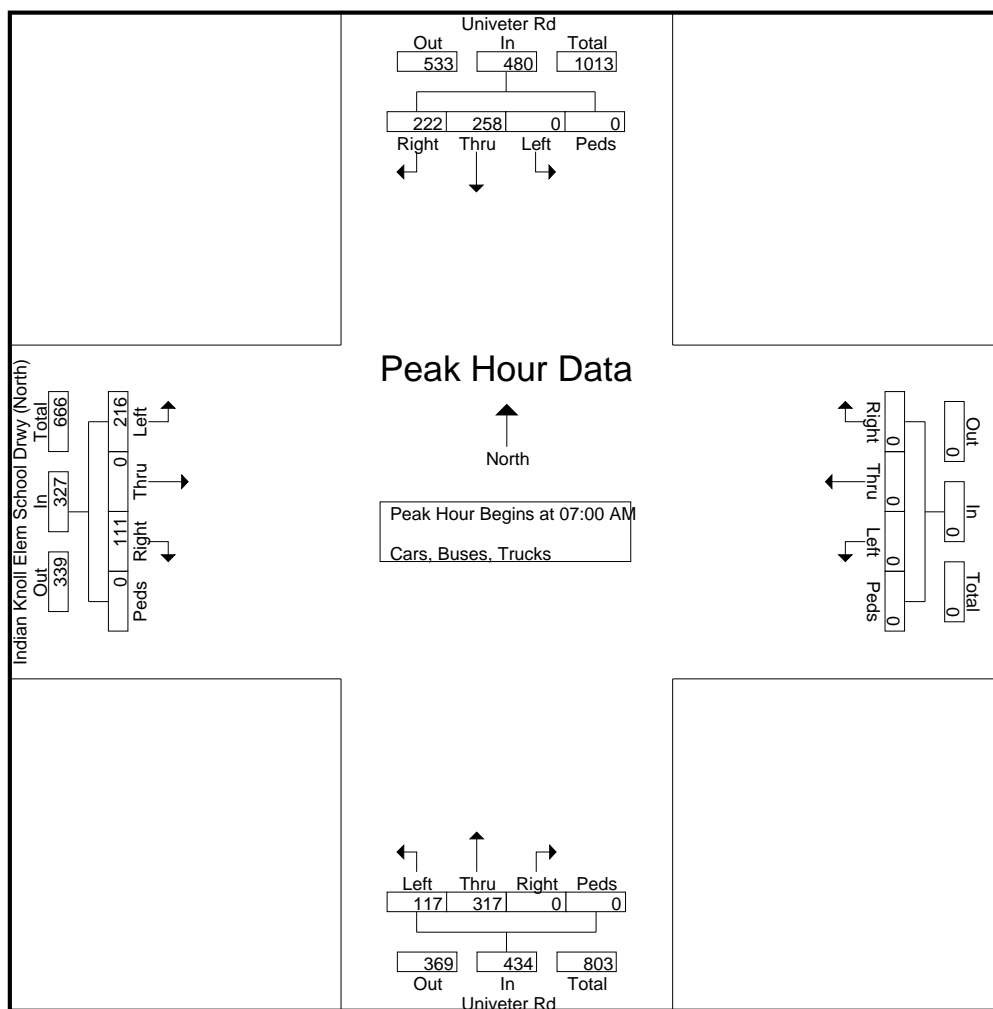 Univeter Rd
Out In Total
533 480 1013
222 258 0 0
Right Thru Left Peds
Peak Hour Data
North
Peak Hour Begins at 07:00 AM
Cars, Buses, Trucks
Indian Knoll Elem School Drwy (North)
Out In Total
339 327 666
0 111 0 216
Peds Right Thru Left
Out In Total
0 0 0
Right Thru Left Peds
0 0 0 0
Left Thru Right Peds
117 317 0 0
369 434 803
Out In Total
Univeter Rd